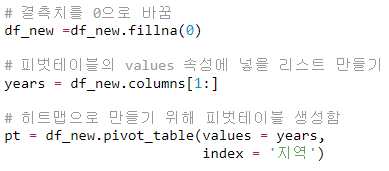 # 결측치를 0으로 바꿈
df_new =df_new.fillna(0)
# 피벗테이블의 values 속성에 넣을 리스트 만들기
years = df_new.columns[1:]
# 히트맵으로 만들기 위해 피벗테이블 생성함
pt = df_new.pivot_table(values = years,
index = '지역')